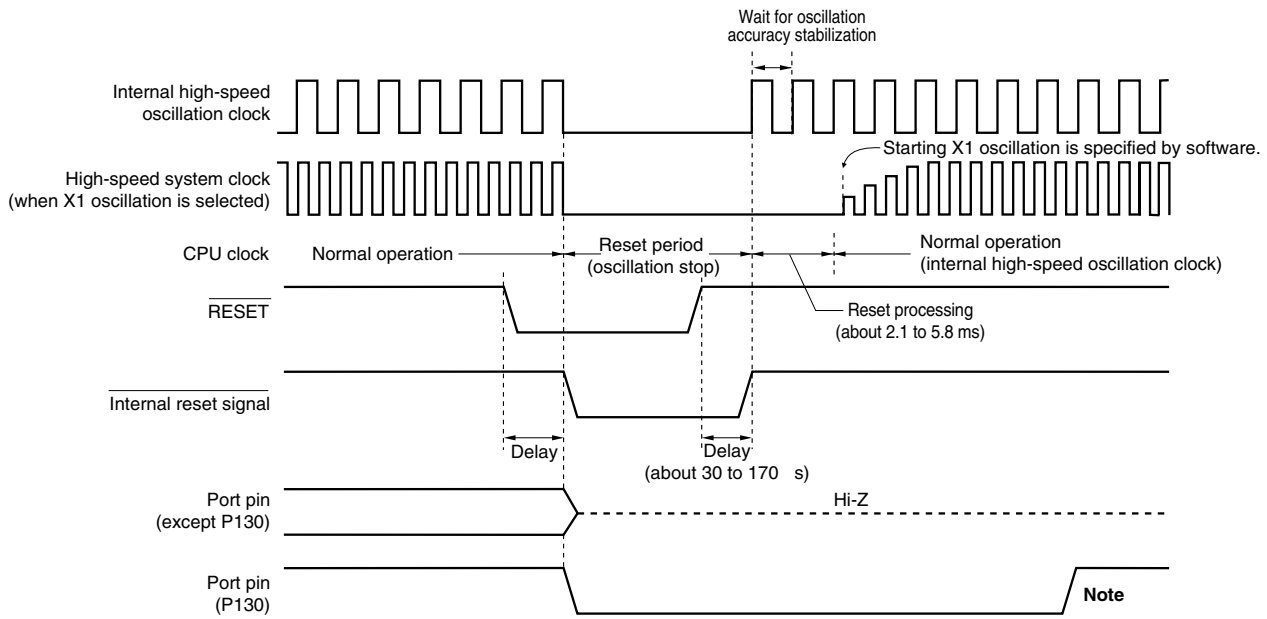 Wait for oscillation
accuracy stabilization
Internal high-speed
oscillation clock
Starting X1 oscillation is specified by software.
High-speed system clock
(when X1 oscillation is selected)
CPU clock
Normal operation
Reset period
(oscillation stop)
Normal operation
(internal high-speed oscillation clock)
RESET
Reset processing
(about 2.1 to 5.8 ms)
Internal reset signal
Delay
Delay
(about 30 to 170 s)
Port pin
(except P130)
Hi-Z
Port pin
(P130)
Note